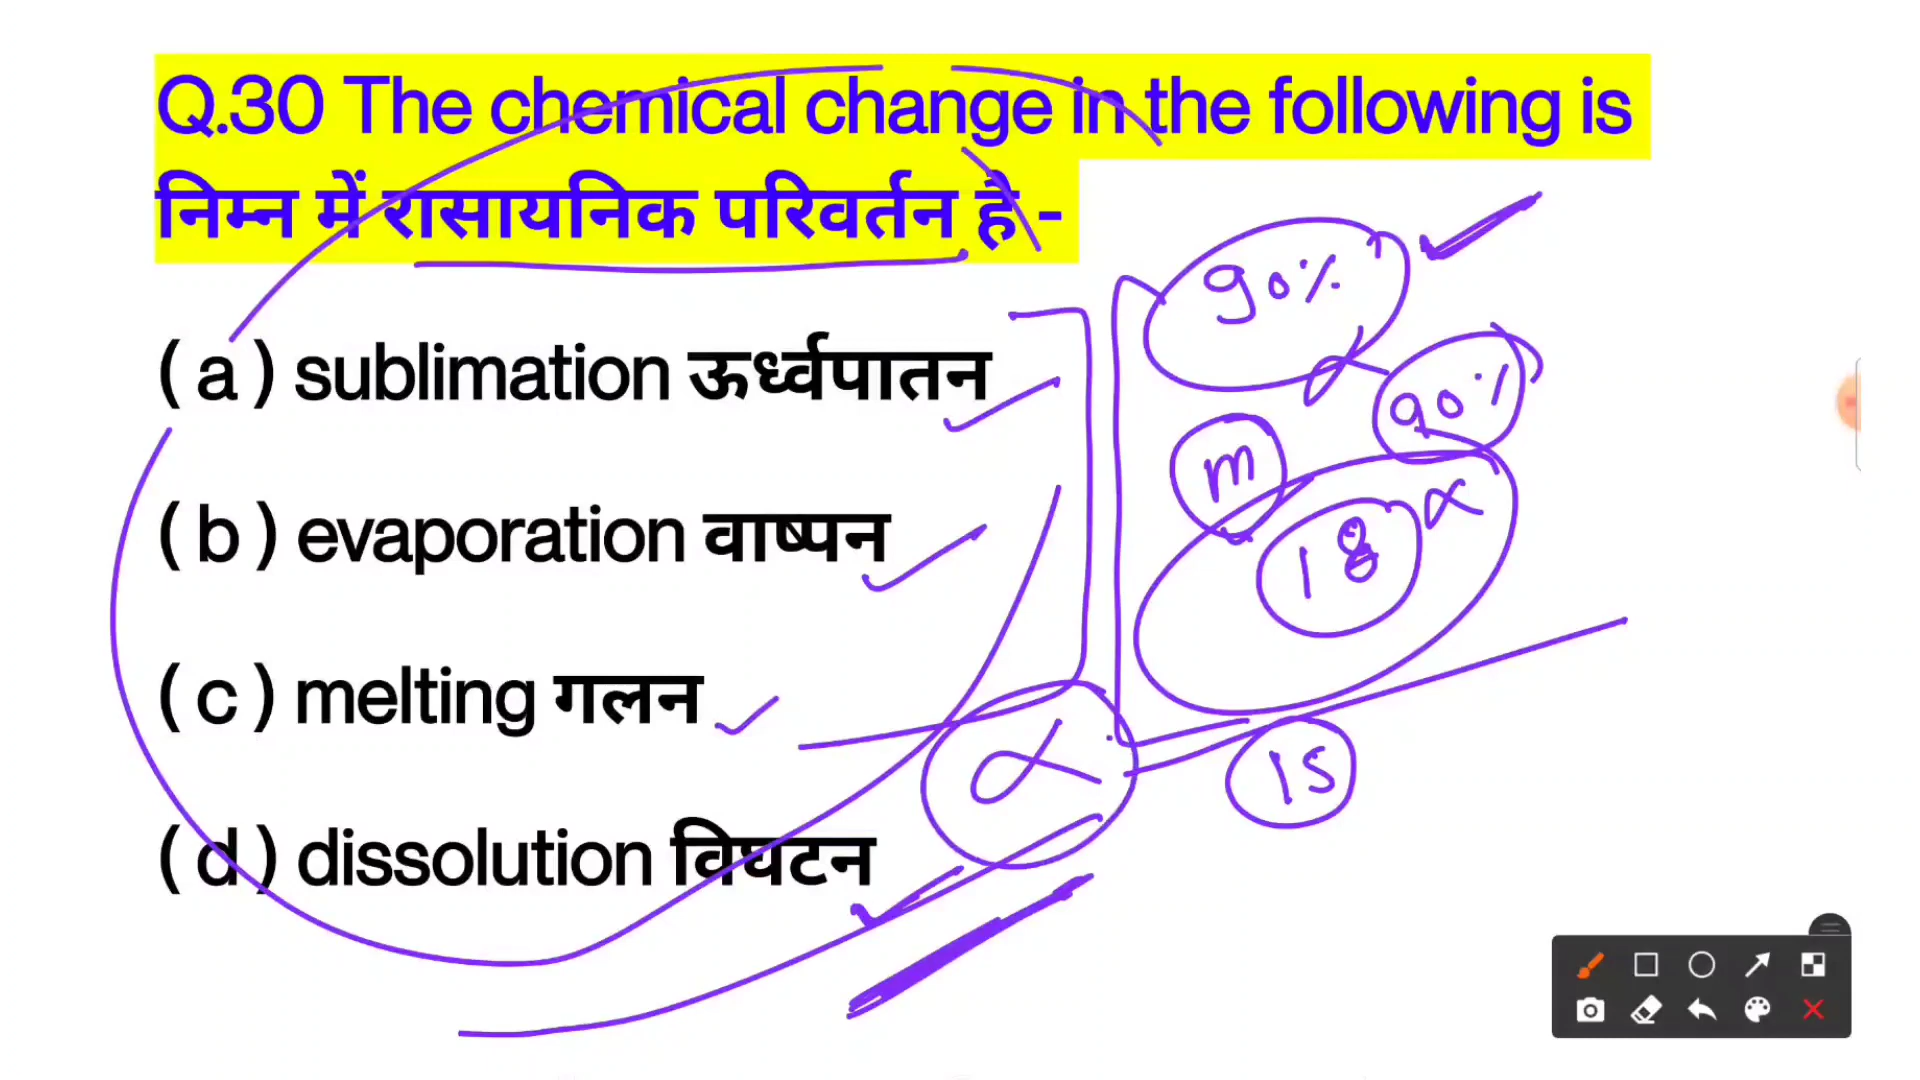 Q.30 The chemical change in the following is
निम्न में रासायनिक परिवर्तन है -
90%
( a ) sublimation ऊर्ध्वपातन
90%
m
18
( b ) evaporation वाष्पन
( c ) melting गलन
15
( d ) dissolution विघटन